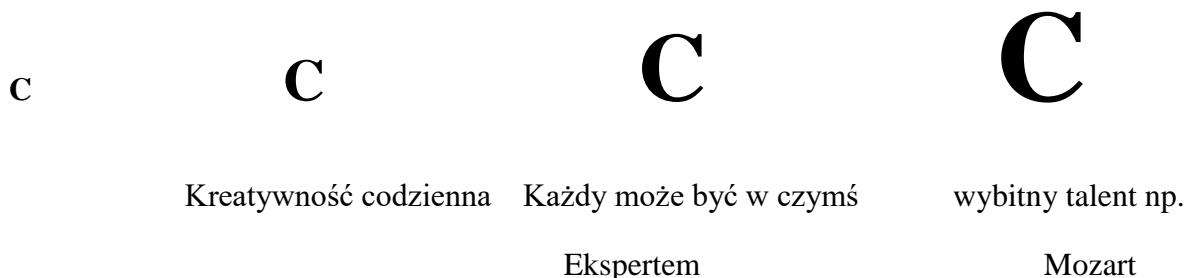 C C C C
Kreatywność codzienna Każdy może być w czymś wybitny talent np.
Ekspertem Mozart